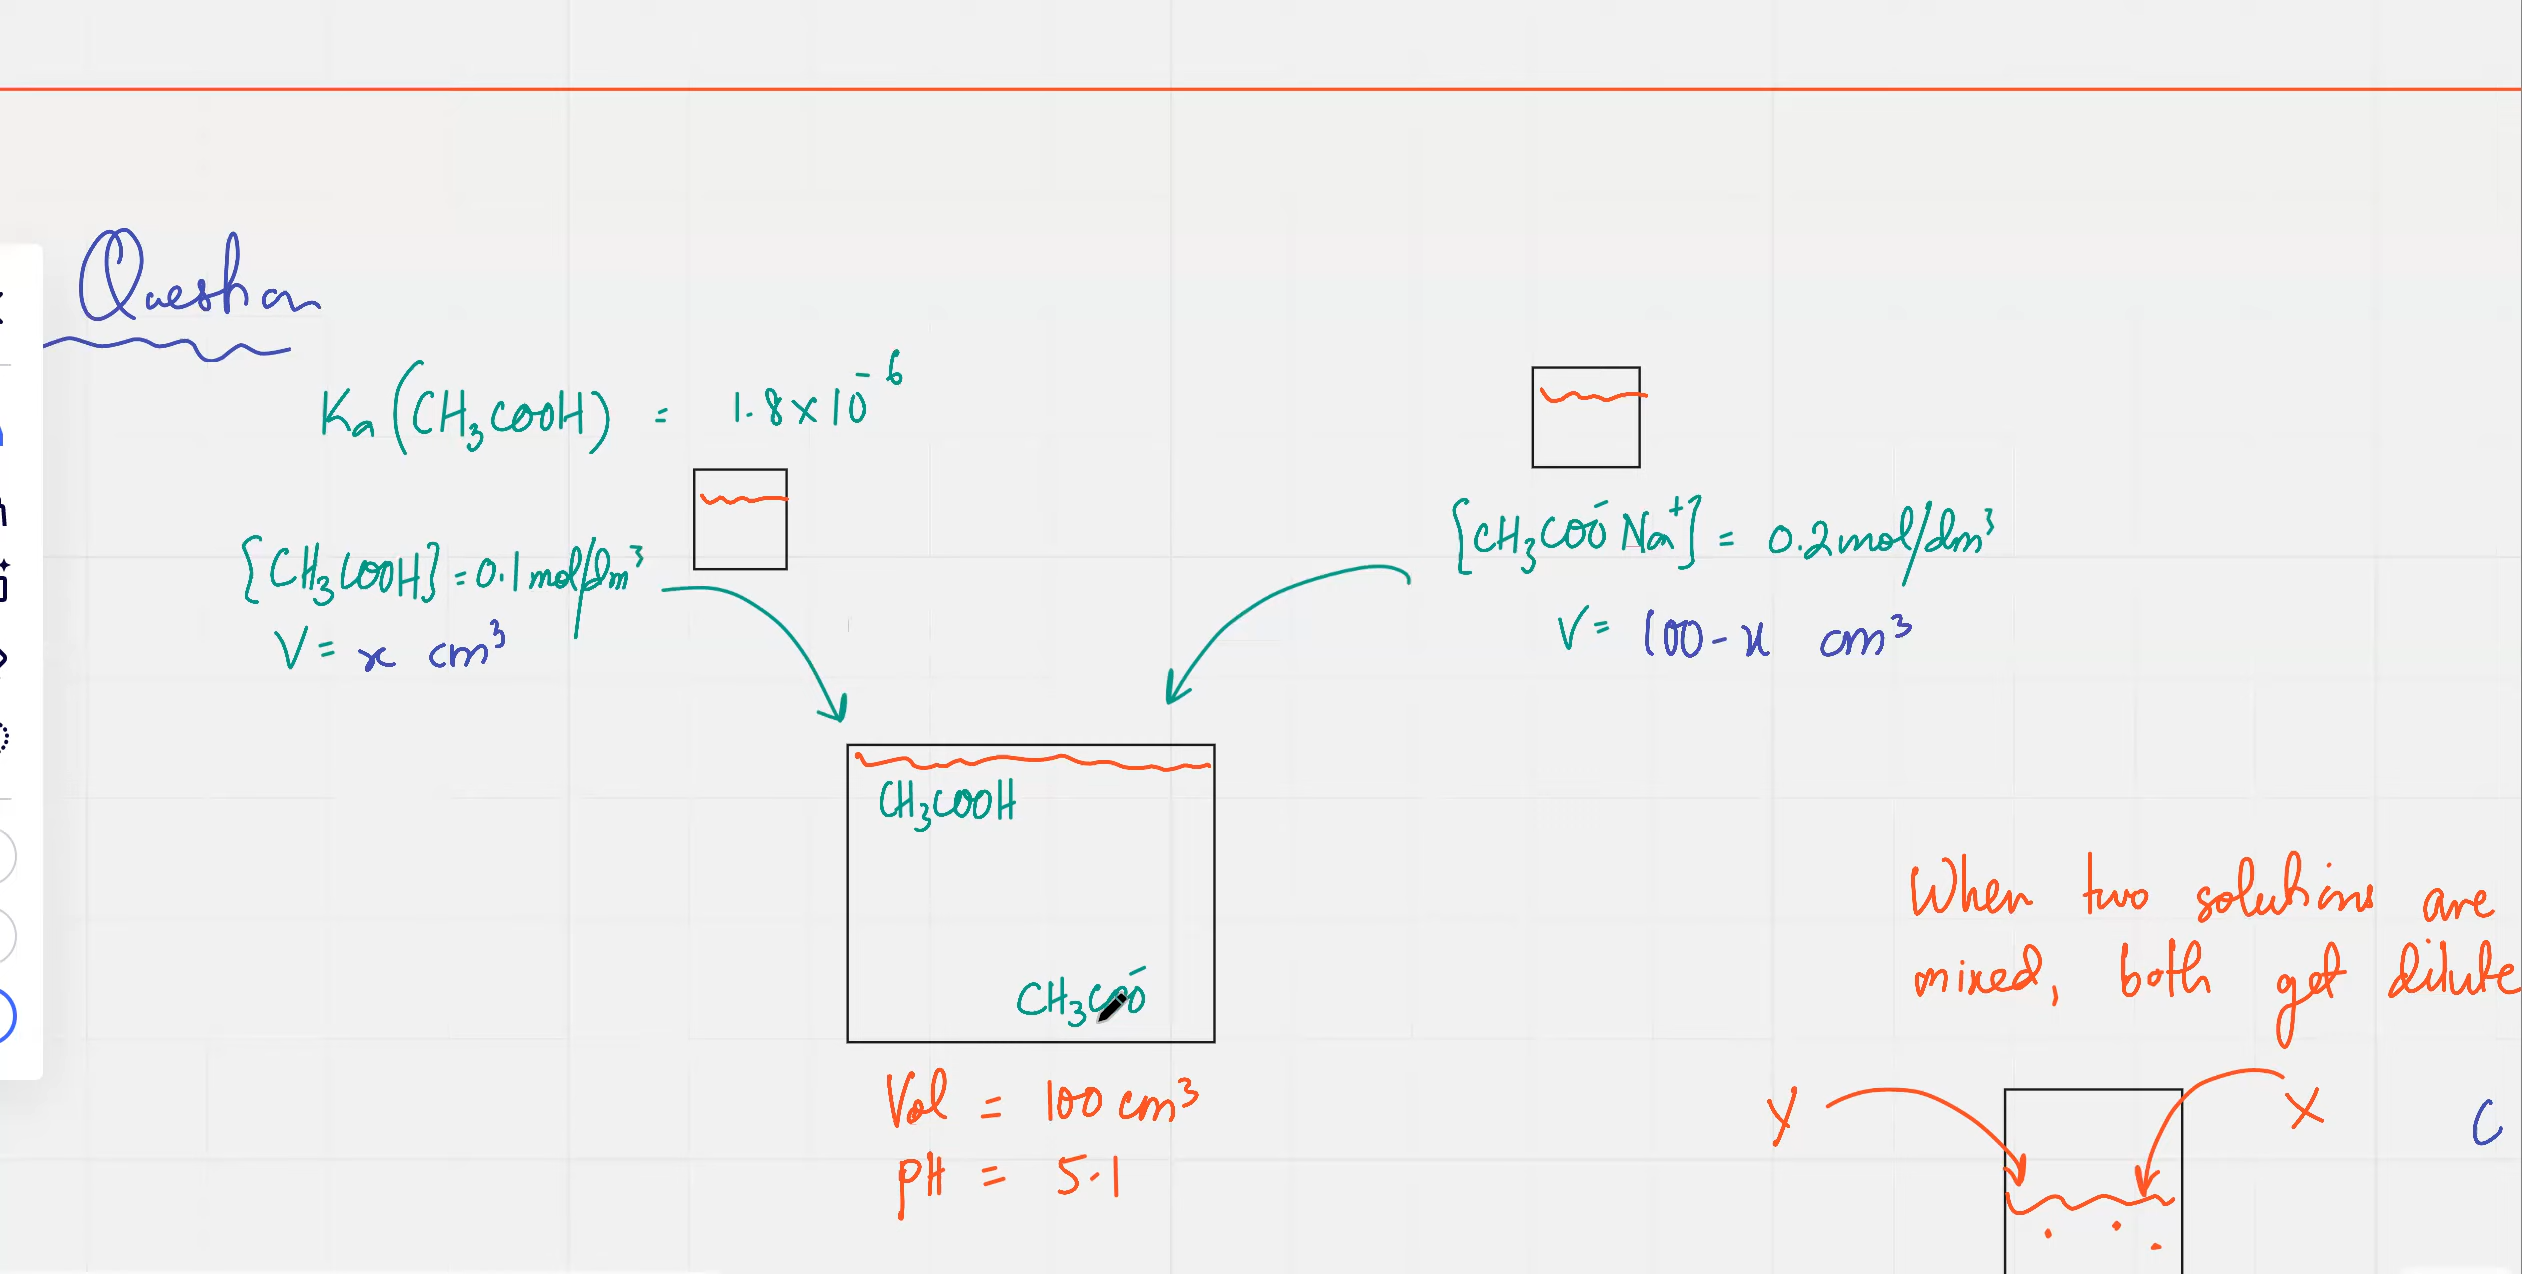 Question
Ka(CH₃COOH) = 1.8×10⁻⁶
[CH₃COOH] = 0.1 mol/dm³
V = x cm³
[CH₃COO⁻Na⁺] = 0.2 mol/dm³
V = 100 - x cm³
CH₃COOH
CH₃COO⁻
Vol = 100 cm³
pH = 5.1
When two solutions are
mixed, both get dilute
Y
X
C